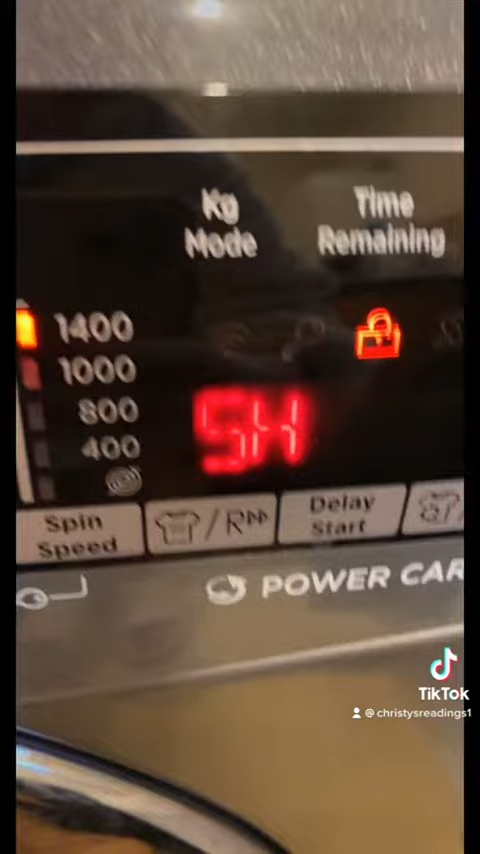 Kg
Mode
Time
Remaining
1400
1000
800
400
5H
Spin
Speed
/R
Delay
Start
POWER CAR
TikTok
@christysreadings1